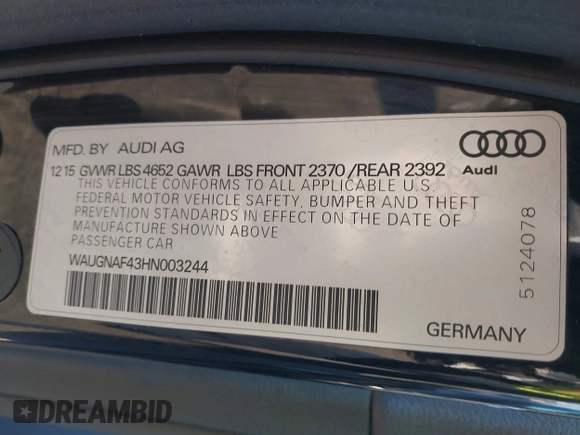 MFD. BY AUDI AG
12 15 GVWR LBS 4652 GAWR LBS FRONT 2370 / REAR 2392
THIS VEHICLE CONFORMS TO ALL APPLICABLE U.S.
FEDERAL MOTOR VEHICLE SAFETY, BUMPER AND THEFT
PREVENTION STANDARDS IN EFFECT ON THE DATE OF
MANUFACTURE SHOWN ABOVE
PASSENGER CAR
WAUGNAF43HN003244
GERMANY
Audi
5124078
DREAMBID